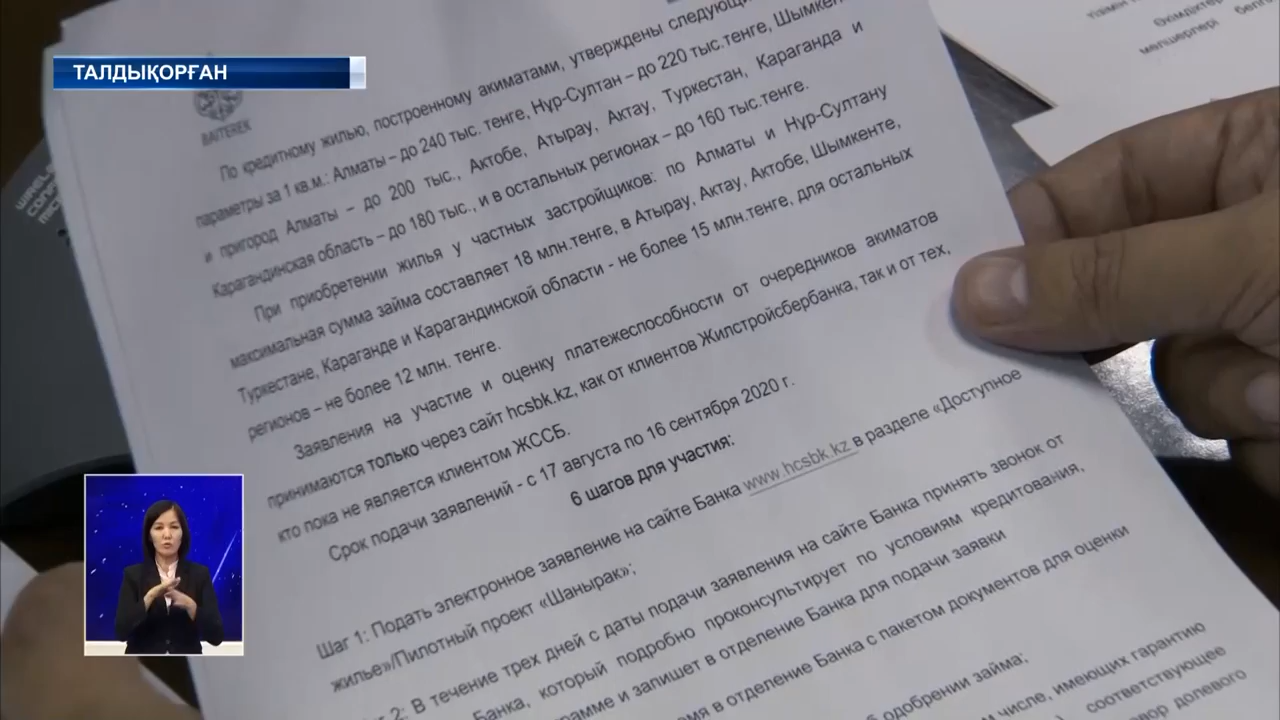 ТАЛДЫҚОРҒАН
BAITEREK
По кредитному жилью, построенному акиматами, утверждены
параметры за 1 кв.м.: Алматы – до 240 тыс. тенге, Нұр-Султан – до 220 тыс.тенге,
и пригород Алматы – до 200 тыс., Актобе, Атырау, Актау, Туркестан, Караганда и
Карагандинская область – до 180 тыс., и в остальных регионах – до 160 тыс.тенге.
При приобретении жилья у частных застройщиков: по Алматы и Нұр-Султану
максимальная сумма займа составляет 18 млн.тенге, в Атырау, Актау, Актобе, Шымкенте,
Туркестане, Караганде и Карагандинской области - не более 15 млн.тенге, для остальных
регионов – не более 12 млн. тенге.
Заявления на участие и оценку платежеспособности от очередников акиматов
принимаются только через сайт hcsbk.kz, как от клиентов Жилстройсбербанка, так и от тех,
кто пока не является клиентом ЖССБ.
Срок подачи заявлений - с 17 августа по 16 сентября 2020 г.
6 шагов для участия:
Шаг 1: Подать электронное заявление на сайте Банка www.hcsbk.kz в разделе «Доступное
жилье»/Пилотный проект «Шанырак»;
2: В течение трех дней с даты подачи заявления на сайте Банка принять звонок от
Банка, который подробно проконсультирует по условиям кредитования,
и запишет в отделение Банка для подачи заявки
в отделение Банка с пакетом документов для оценки
одобрении займа;
числе, имеющих гарантию
соответствующее
долевого